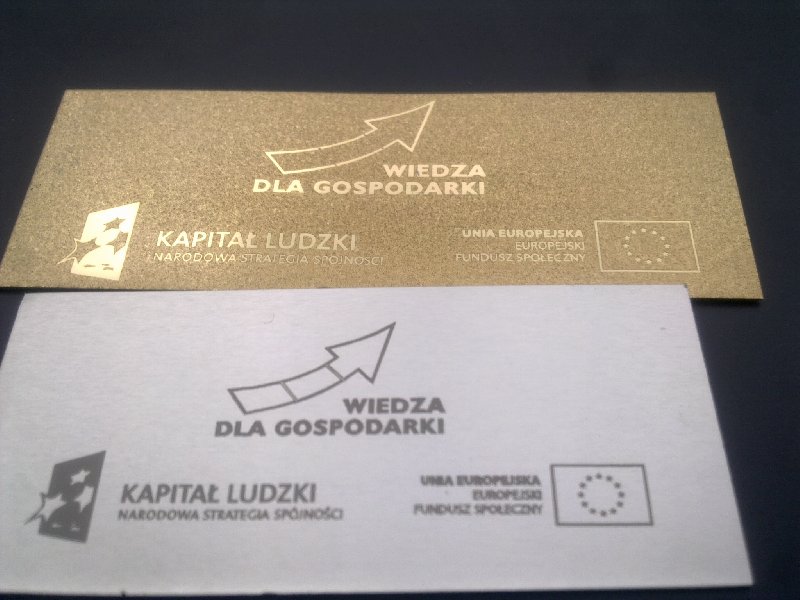 WIEDZA
DLA GOSPODARKI
KAPITAŁ LUDZKI
NARODOWA STRATEGIA SPÓJNOŚCI
UNIA EUROPEJSKA
EUROPEJSKI
FUNDUSZ SPOŁECZNY
WIEDZA
DLA GOSPODARKI
KAPITAŁ LUDZKI
NARODOWA STRATEGIA SPÓJNOŚCI
UNIA EUROPEJSKA
EUROPEJSKI
FUNDUSZ SPOŁECZNY